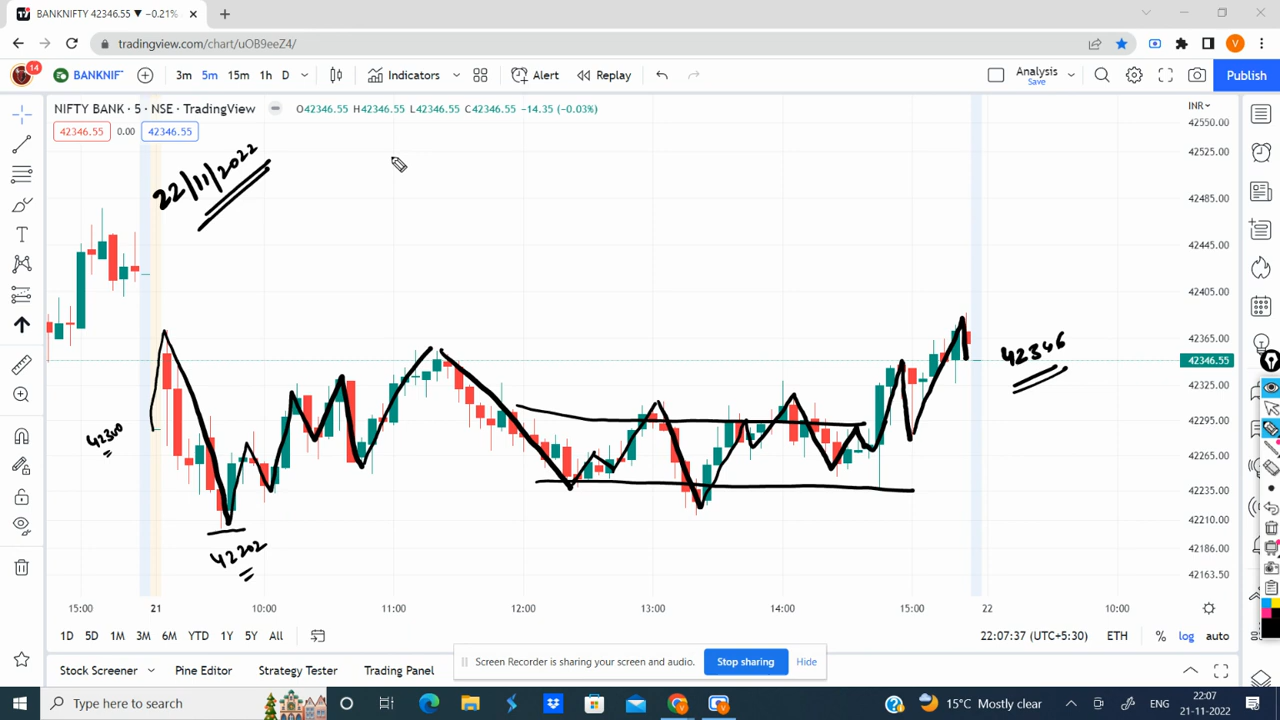 BANKNIFTY 42346.55 ▼ −0.21%
tradingview.com/chart/uOB9eeZ4/
14
BANKNIF
3m 5m 15m 1h D
Indicators
Alert
Replay
Analysis
Save
Publish
NIFTY BANK · 5 · NSE · TradingView
O42346.55 H42346.55 L42346.55 C42346.55 −14.35 (−0.03%)
INR
42346.55 0.00 42346.55
22/11/2022
42550.00
42525.00
42485.00
42445.00
42405.00
42365.00
42346.55
42346
42325.00
42295.00
42300
42265.00
42235.00
42210.00
42202
42186.00
42163.50
15:00 21 10:00 11:00 12:00 13:00 14:00 15:00 22 10:00
1D 5D 1M 3M 6M YTD 1Y 5Y All
22:07:37 (UTC+5:30) ETH % log auto
Screen Recorder is sharing your screen and audio.
Stop sharing
Hide
Stock Screener
Pine Editor
Strategy Tester
Trading Panel
Type here to search
15°C Mostly clear
ENG
22:07
21-11-2022